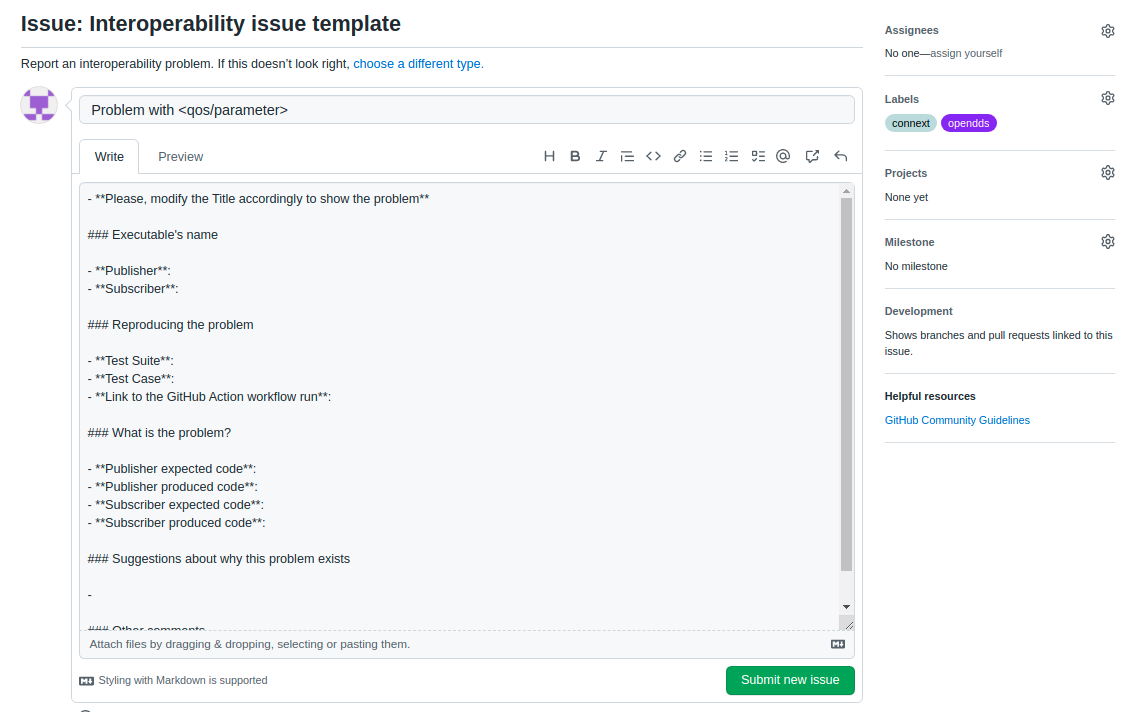 Issue: Interoperability issue template
Report an interoperability problem. If this doesn’t look right, choose a different type.
Problem with <qos/parameter>
Write Preview
- **Please, modify the Title accordingly to show the problem**
### Executable's name
- **Publisher**:
- **Subscriber**:
### Reproducing the problem
- **Test Suite**:
- **Test Case**:
- **Link to the GitHub Action workflow run**:
### What is the problem?
- **Publisher expected code**:
- **Publisher produced code**:
- **Subscriber expected code**:
- **Subscriber produced code**:
### Suggestions about why this problem exists
-
### Other comments
Attach files by dragging & dropping, selecting or pasting them.
Styling with Markdown is supported
Submit new issue
Assignees
No one—assign yourself
Labels
connext opendds
Projects
None yet
Milestone
No milestone
Development
Shows branches and pull requests linked to this
issue.
Helpful resources
GitHub Community Guidelines